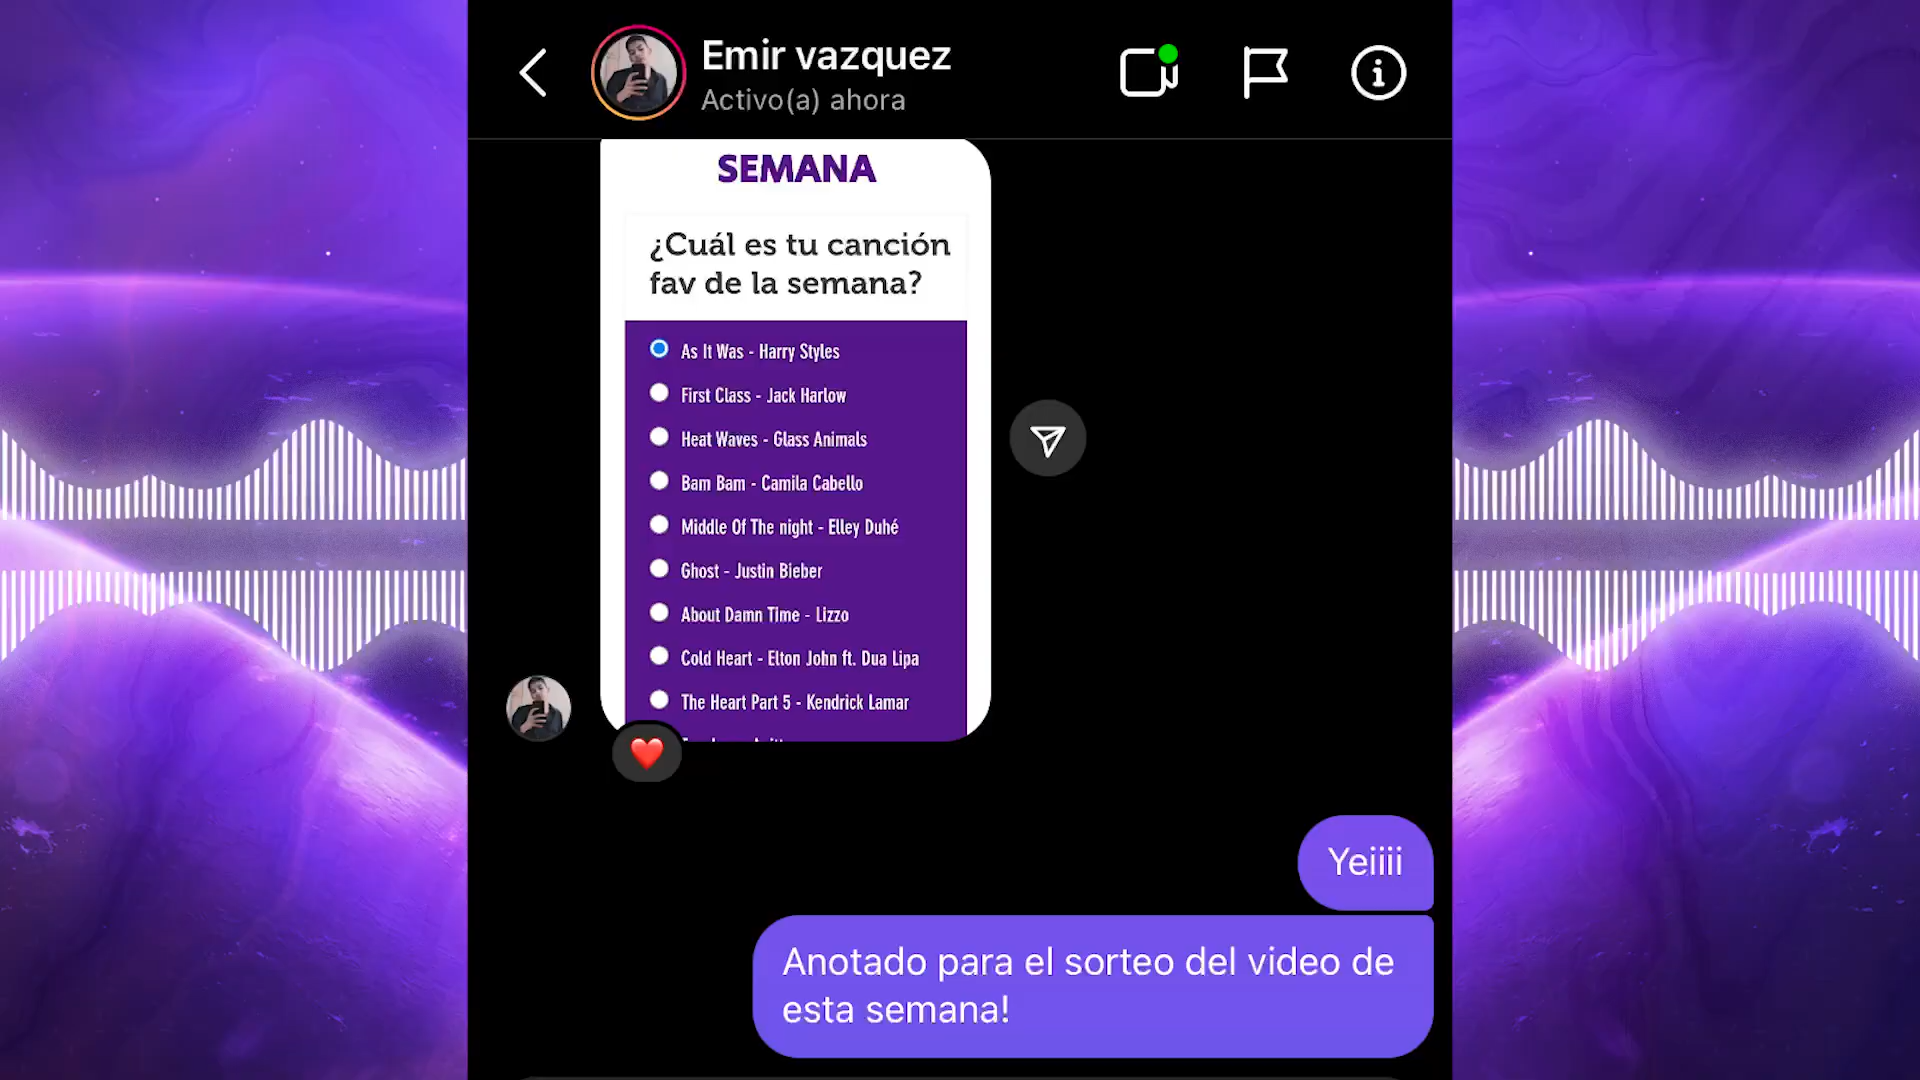 Emir vazquez
Activo(a) ahora
SEMANA
¿Cuál es tu canción
fav de la semana?
As It Was - Harry Styles
First Class - Jack Harlow
Heat Waves - Glass Animals
Bam Bam - Camila Cabello
Middle Of The night - Elley Duhé
Ghost - Justin Bieber
About Damn Time - Lizzo
Cold Heart - Elton John ft. Dua Lipa
The Heart Part 5 - Kendrick Lamar
Yeiiii
Anotado para el sorteo del video de
esta semana!